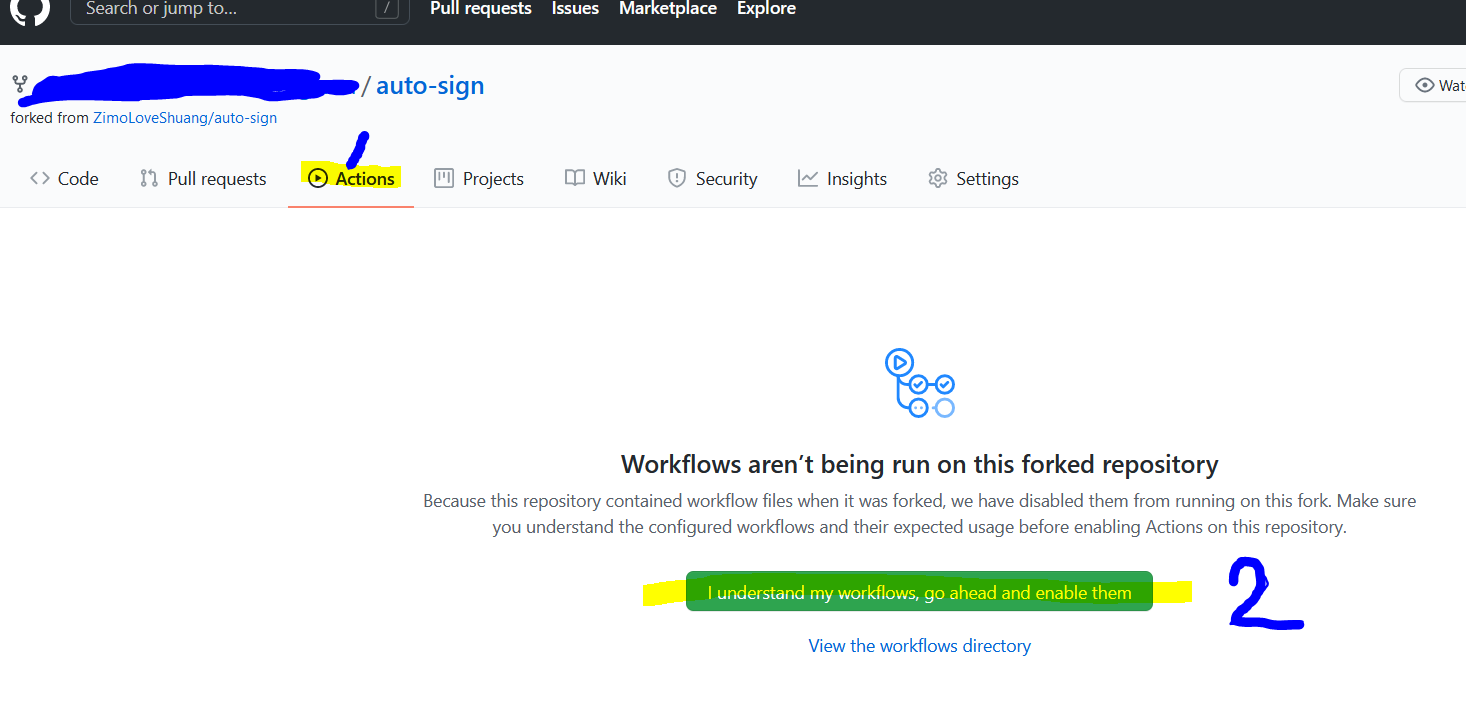 Search or jump to... /
Pull requests Issues Marketplace Explore
/ auto-sign
Wat
forked from ZimoLoveShuang/auto-sign
1
Code Pull requests Actions Projects Wiki Security Insights Settings
Workflows aren’t being run on this forked repository
Because this repository contained workflow files when it was forked, we have disabled them from running on this fork. Make sure
you understand the configured workflows and their expected usage before enabling Actions on this repository.
I understand my workflows, go ahead and enable them
2
View the workflows directory